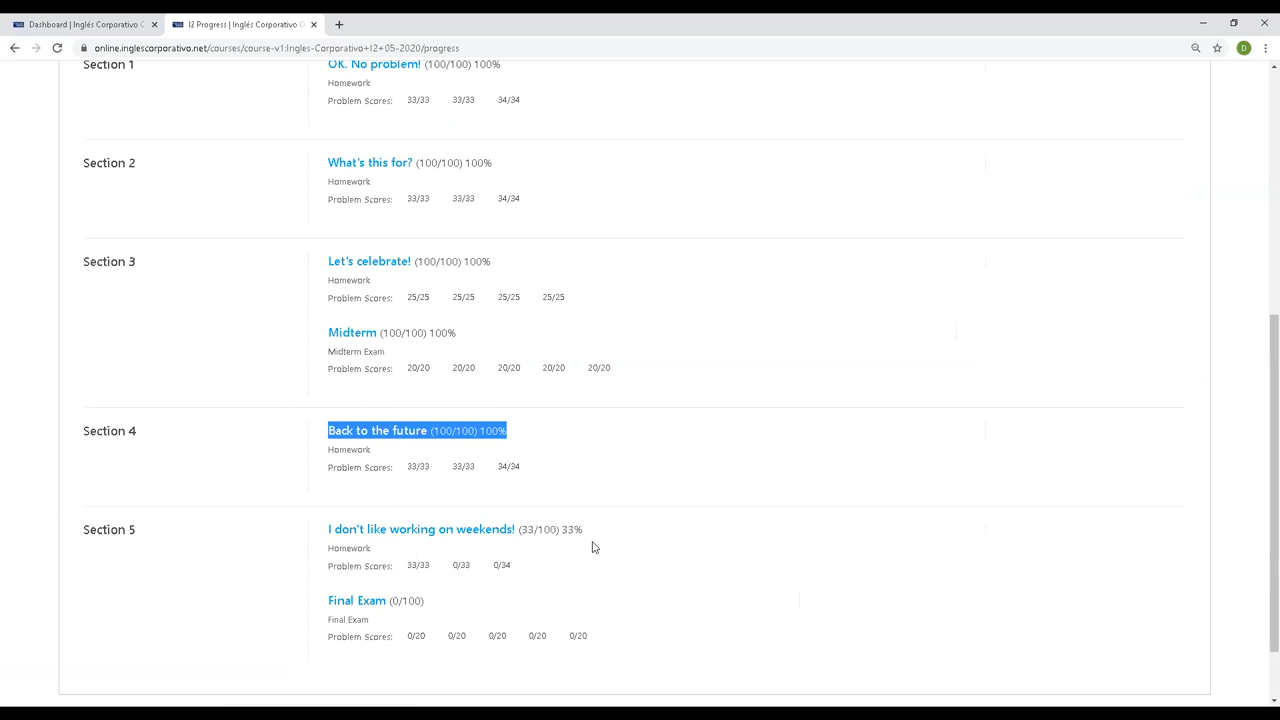 Dashboard | Inglés Corporativo C
I2 Progress | Inglés Corporativo O
online.inglescorporativo.net/courses/course-v1:Ingles-Corporativo+I2+05-2020/progress
D
Section 1
OK. No problem! (100/100) 100%
Homework
Problem Scores: 33/33 33/33 34/34
Section 2
What's this for? (100/100) 100%
Homework
Problem Scores: 33/33 33/33 34/34
Section 3
Let's celebrate! (100/100) 100%
Homework
Problem Scores: 25/25 25/25 25/25 25/25
Midterm (100/100) 100%
Midterm Exam
Problem Scores: 20/20 20/20 20/20 20/20 20/20
Section 4
Back to the future (100/100) 100%
Homework
Problem Scores: 33/33 33/33 34/34
Section 5
I don't like working on weekends! (33/100) 33%
Homework
Problem Scores: 33/33 0/33 0/34
Final Exam (0/100)
Final Exam
Problem Scores: 0/20 0/20 0/20 0/20 0/20